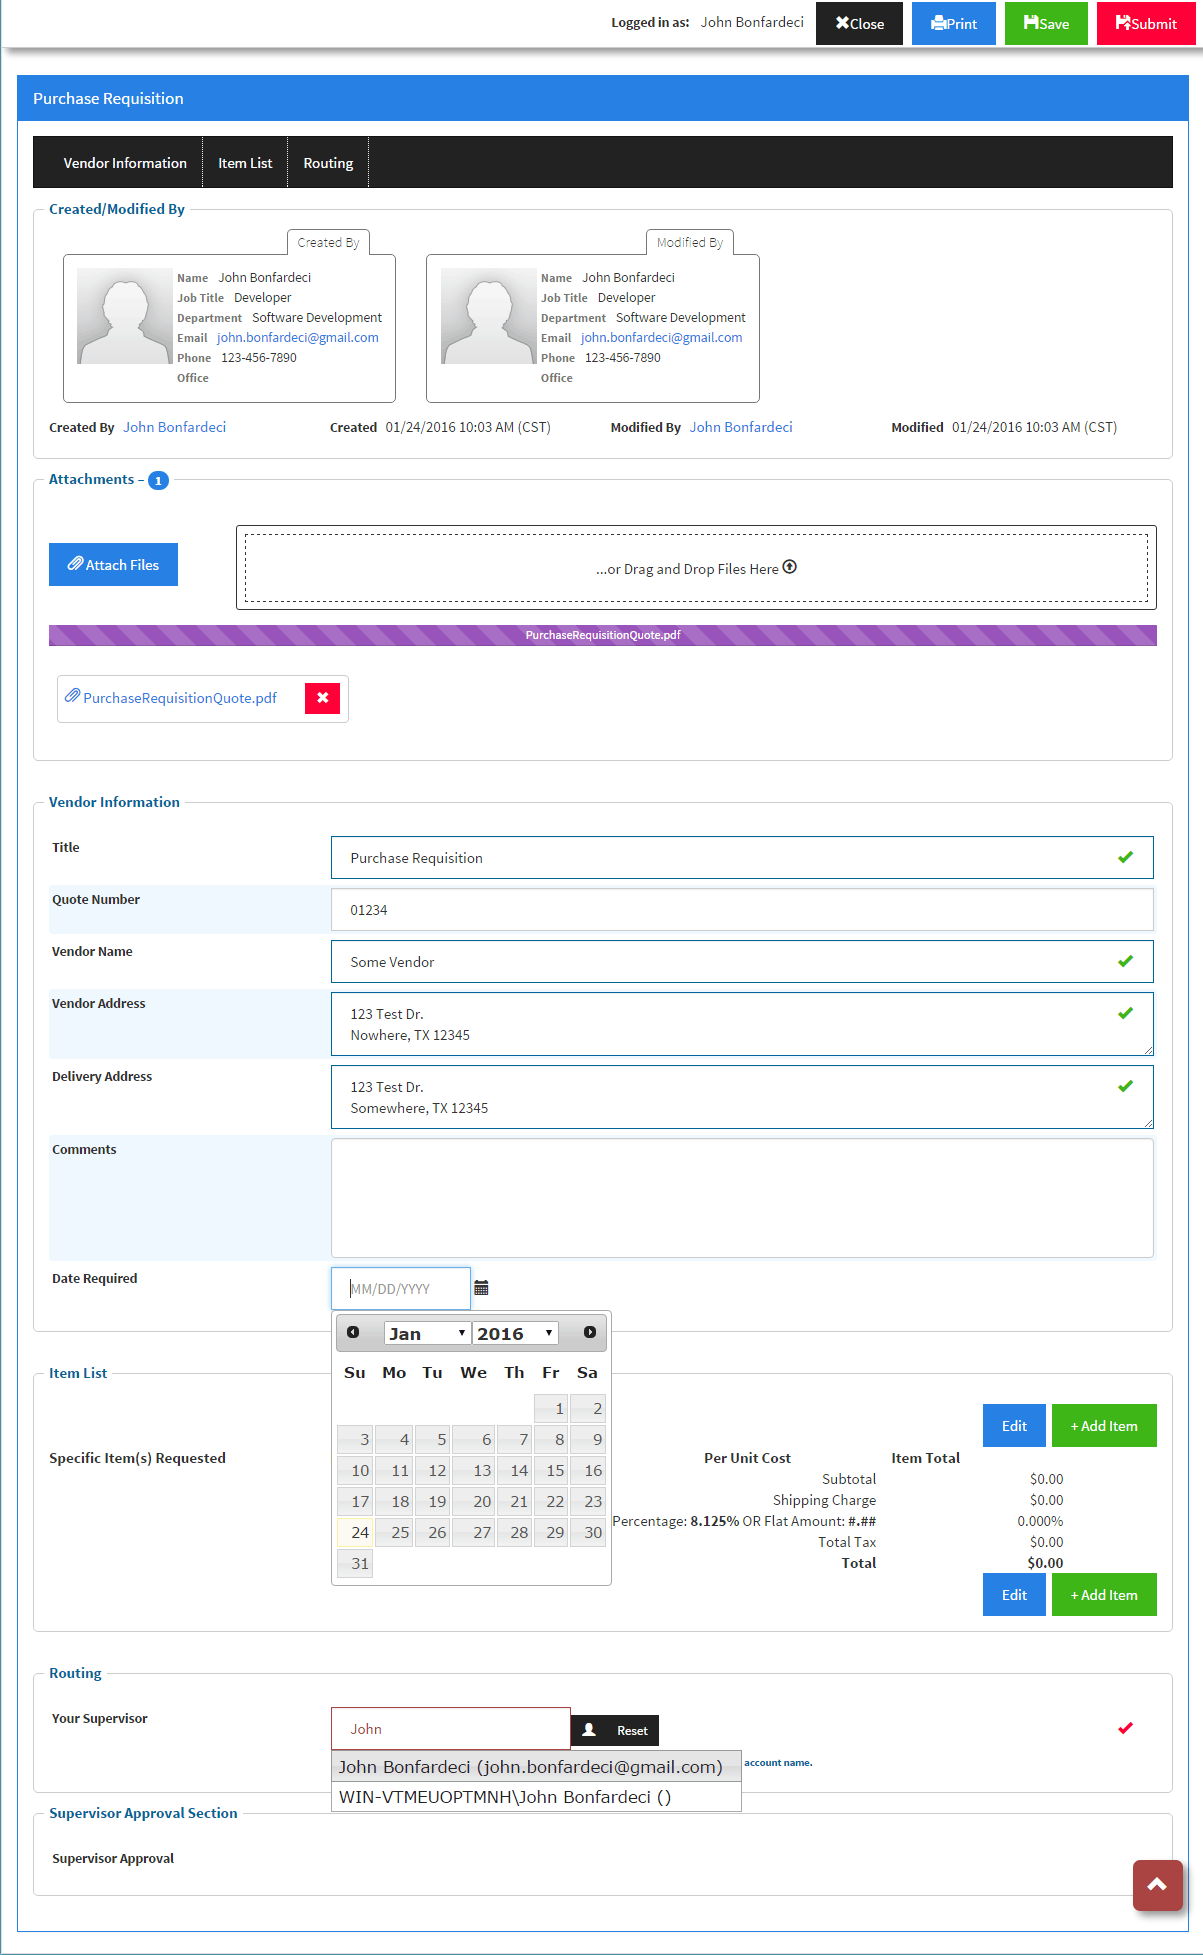 Logged in as: John Bonfardeci Close Print Save Submit
Purchase Requisition
Vendor Information Item List Routing
Created/Modified By
Created By Modified By
Name John Bonfardeci
Job Title Developer
Department Software Development
Email john.bonfardeci@gmail.com
Phone 123-456-7890
Office
Name John Bonfardeci
Job Title Developer
Department Software Development
Email john.bonfardeci@gmail.com
Phone 123-456-7890
Office
Created By John Bonfardeci Created 01/24/2016 10:03 AM (CST) Modified By John Bonfardeci Modified 01/24/2016 10:03 AM (CST)
Attachments - 1
Attach Files
...or Drag and Drop Files Here
PurchaseRequisitionQuote.pdf
PurchaseRequisitionQuote.pdf
Vendor Information
Title Purchase Requisition
Quote Number 01234
Vendor Name Some Vendor
Vendor Address 123 Test Dr.
Nowhere, TX 12345
Delivery Address 123 Test Dr.
Somewhere, TX 12345
Comments
Date Required MM/DD/YYYY
Jan 2016
Su Mo Tu We Th Fr Sa
1 2
3 4 5 6 7 8 9
10 11 12 13 14 15 16
17 18 19 20 21 22 23
24 25 26 27 28 29 30
31
Item List
Edit + Add Item
Specific Item(s) Requested Per Unit Cost Item Total
Subtotal $0.00
Shipping Charge $0.00
Percentage: 8.125% OR Flat Amount: #.## 0.000%
Total Tax $0.00
Total $0.00
Edit + Add Item
Routing
Your Supervisor John Reset
account name.
John Bonfardeci (john.bonfardeci@gmail.com)
WIN-VTMEUOPTMNH\John Bonfardeci ()
Supervisor Approval Section
Supervisor Approval